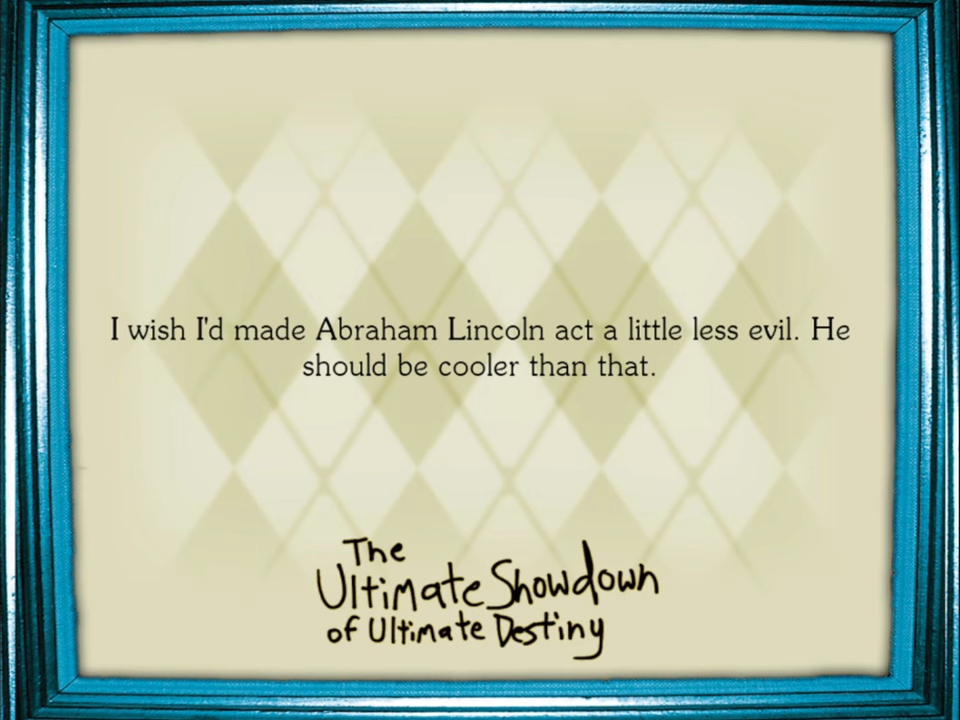 I wish I'd made Abraham Lincoln act a little less evil. He
should be cooler than that.
The
Ultimate Showdown
of Ultimate Destiny